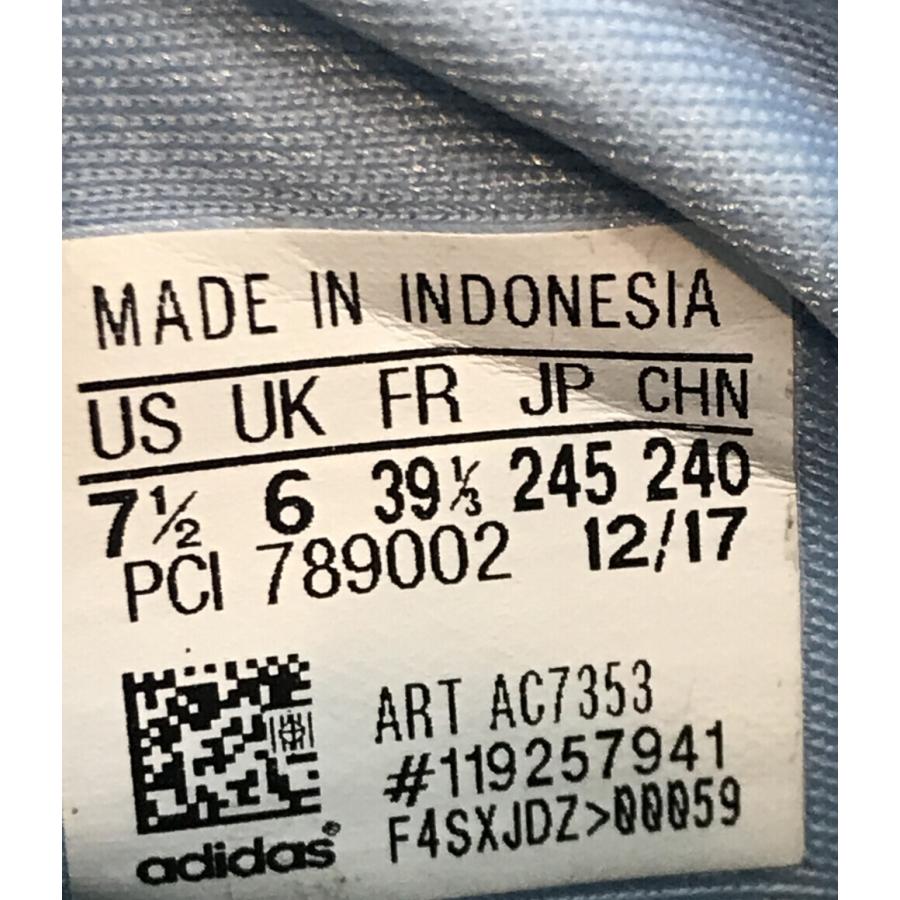 MADE IN INDONESIA
US UK FR JP CHN
7½ 6 39⅓ 245 240
PCI 789002 12/17
ART AC7353
#119257941
F4SXJDZ>00059
adidas®